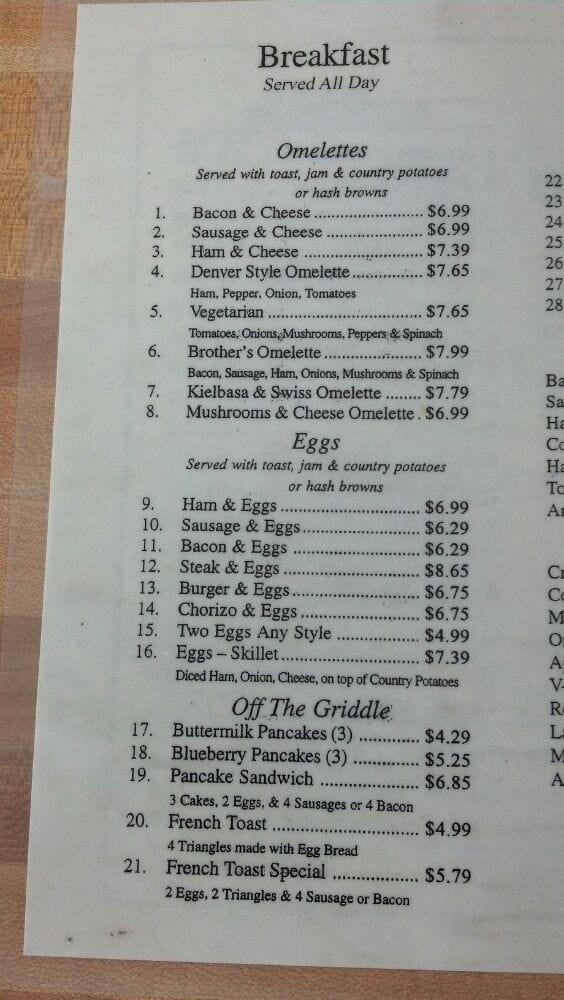 Breakfast
Served All Day
Omelettes
Served with toast, jam & country potatoes
or hash browns
1. Bacon & Cheese .......................... $6.99
2. Sausage & Cheese ....................... $6.99
3. Ham & Cheese ............................ $7.39
4. Denver Style Omelette................. $7.65
Ham, Pepper, Onion, Tomatoes
5. Vegetarian ..................................... $7.65
Tomatoes, Onions, Mushrooms, Peppers & Spinach
6. Brother's Omelette....................... $7.99
Bacon, Sausage, Ham, Onions, Mushrooms & Spinach
7. Kielbasa & Swiss Omelette ........ $7.79
8. Mushrooms & Cheese Omelette . $6.99
Eggs
Served with toast, jam & country potatoes
or hash browns
9. Ham & Eggs ................................. $6.99
10. Sausage & Eggs............................ $6.29
11. Bacon & Eggs .............................. $6.29
12. Steak & Eggs ................................ $8.65
13. Burger & Eggs .............................. $6.75
14. Chorizo & Eggs ............................ $6.75
15. Two Eggs Any Style .................... $4.99
16. Eggs – Skillet................................. $7.39
Diced Ham, Onion, Cheese, on top of Country Potatoes
Off The Griddle
17. Buttermilk Pancakes (3) ............. $4.29
18. Blueberry Pancakes (3) .............. $5.25
19. Pancake Sandwich ..................... $6.85
3 Cakes, 2 Eggs, & 4 Sausages or 4 Bacon
20. French Toast ................................ $4.99
4 Triangles made with Egg Bread
21. French Toast Special .................. $5.79
2 Eggs, 2 Triangles & 4 Sausage or Bacon
22
23
24
25
26
27
28